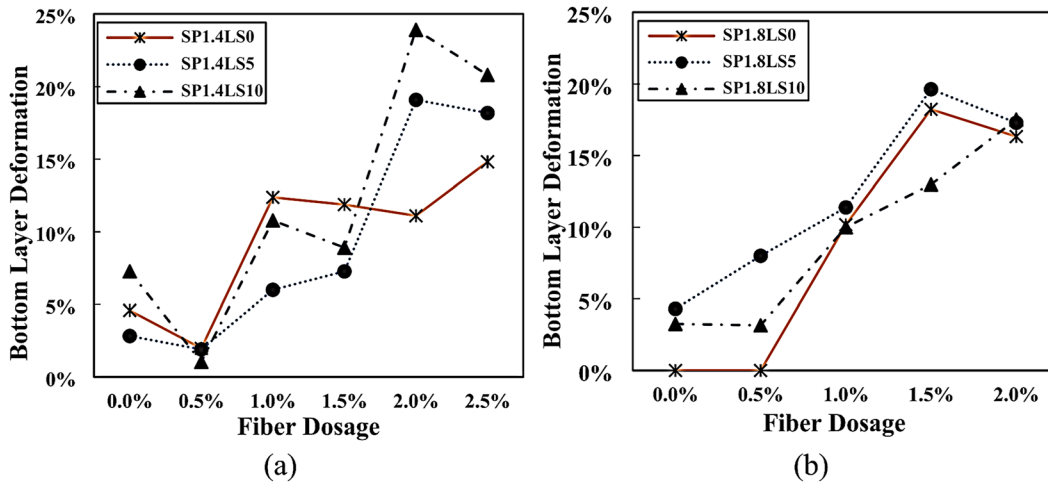 25%
20%
15%
10%
5%
0%
Bottom Layer Deformation
SP1.4LS0
SP1.4LS5
SP1.4LS10
0.0% 0.5% 1.0% 1.5% 2.0% 2.5%
Fiber Dosage
(a)
25%
20%
15%
10%
5%
0%
Bottom Layer Deformation
SP1.8LS0
SP1.8LS5
SP1.8LS10
0.0% 0.5% 1.0% 1.5% 2.0%
Fiber Dosage
(b)